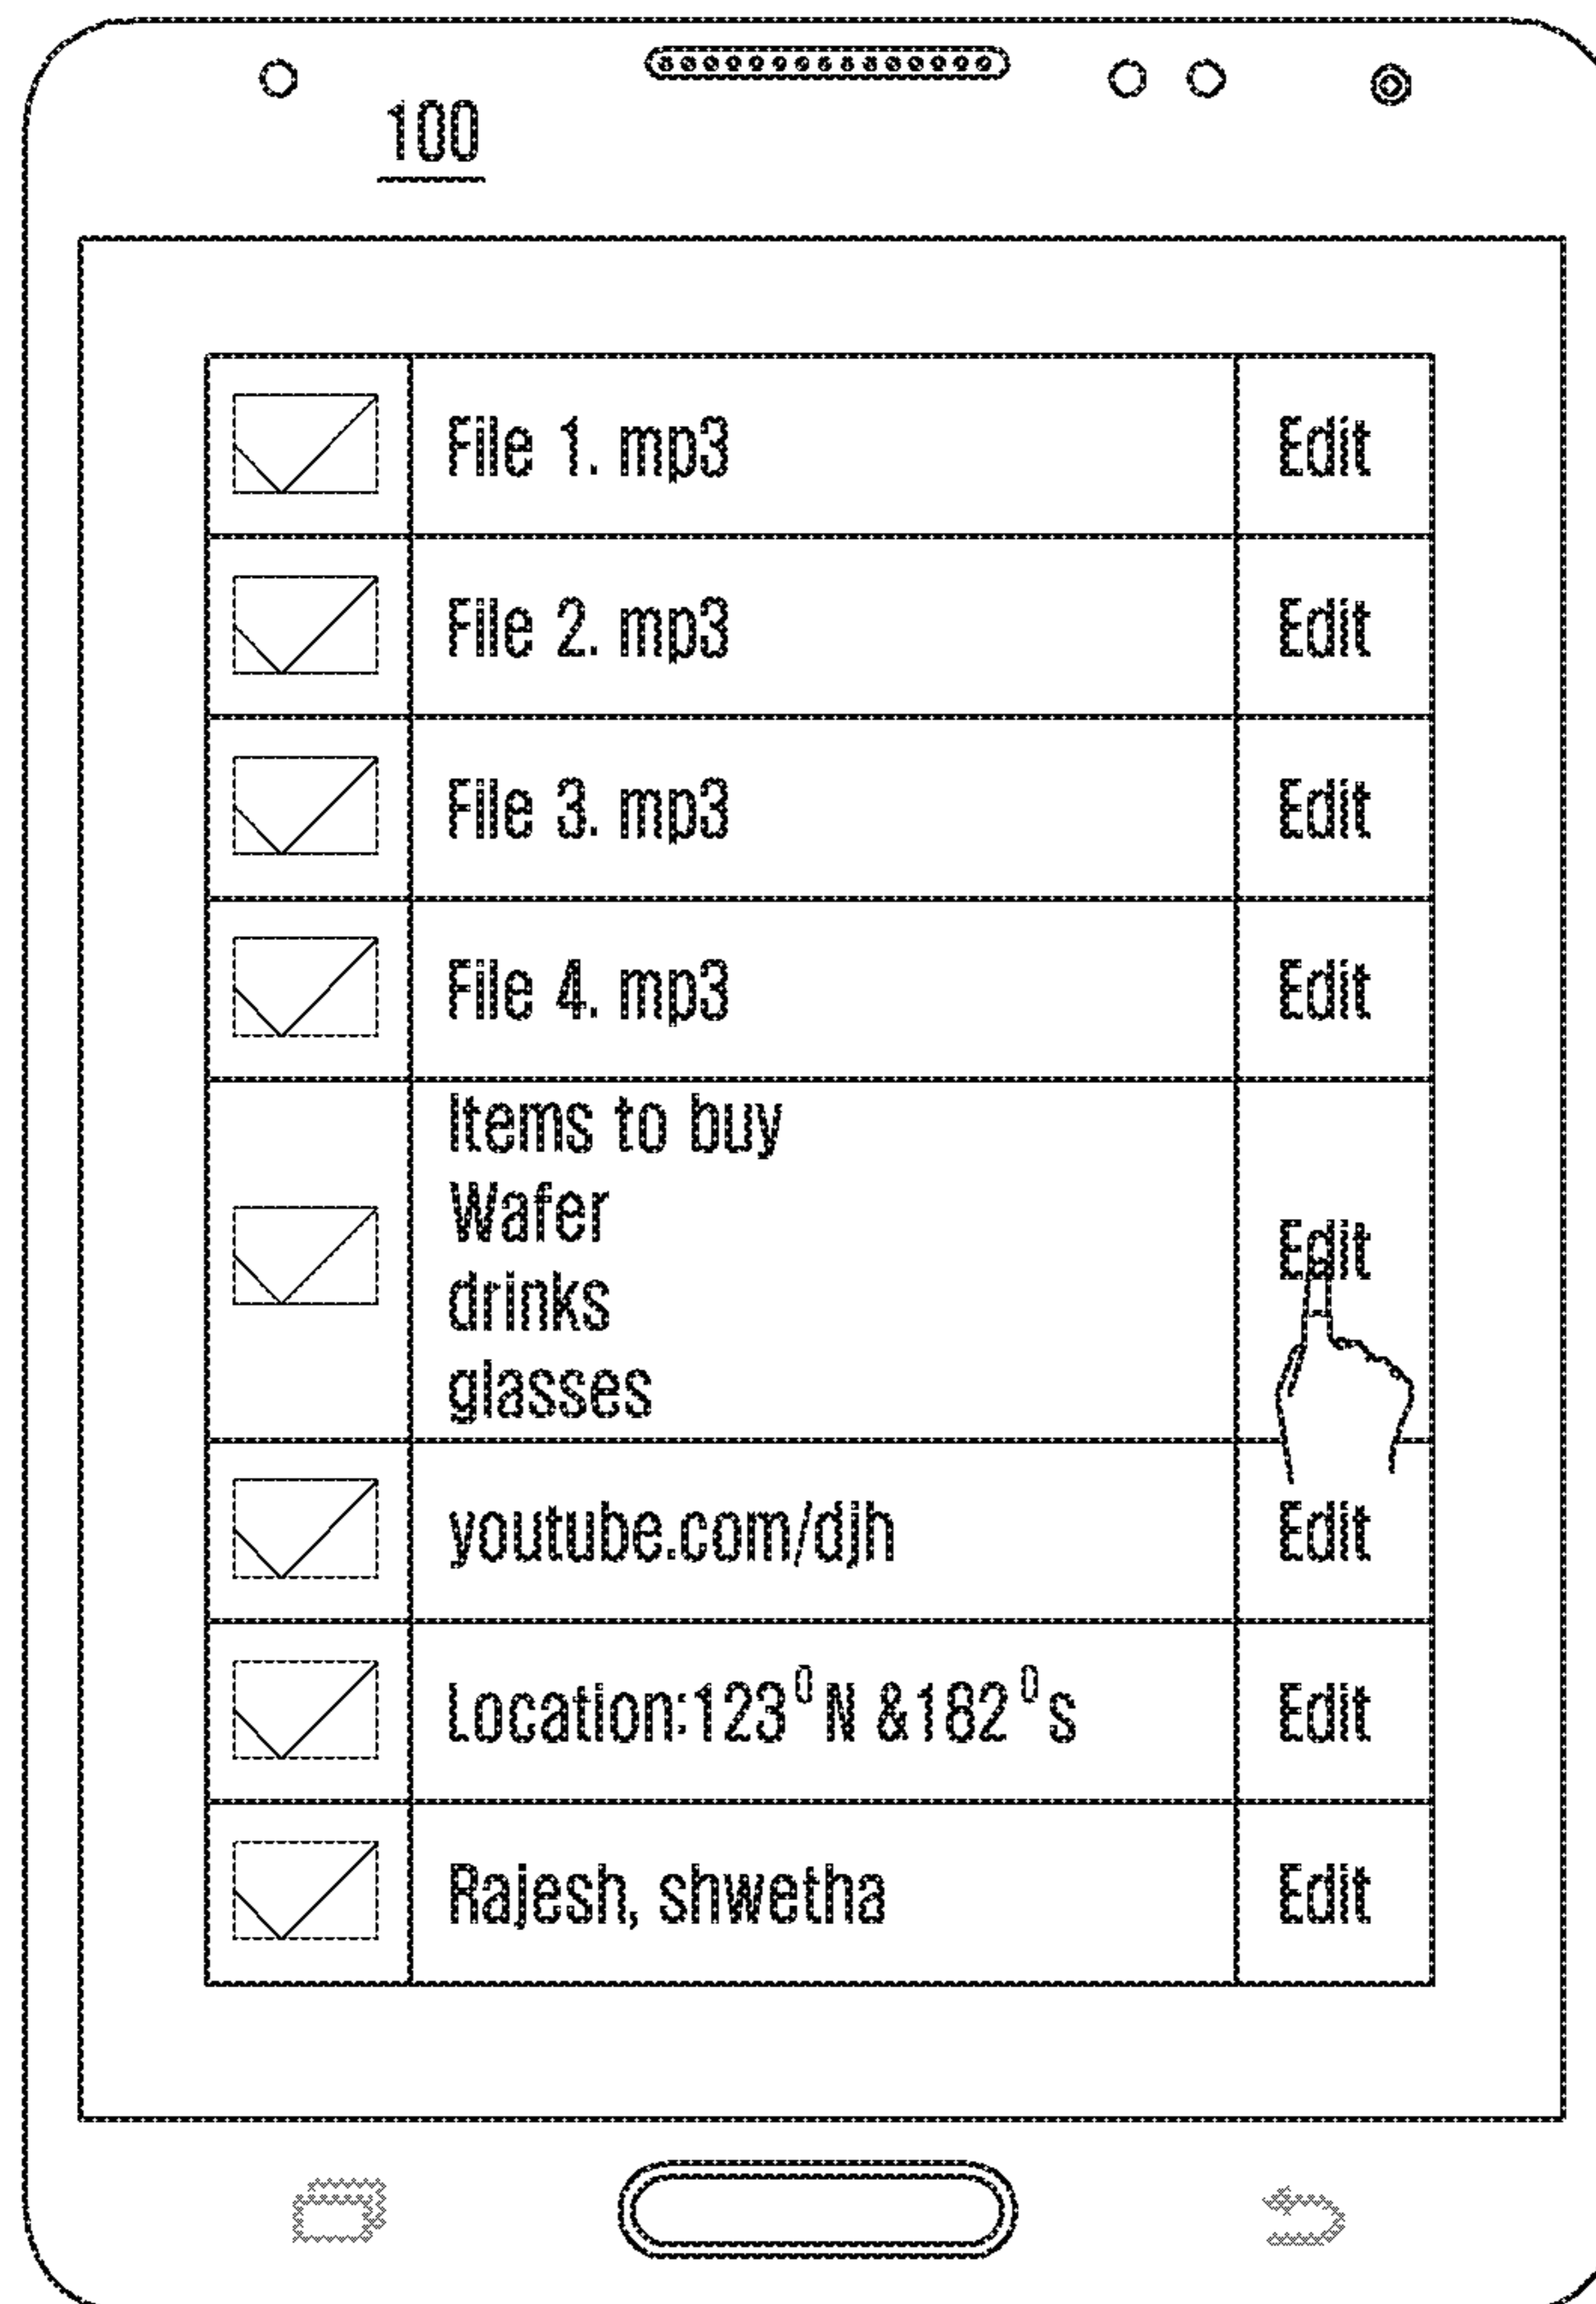 100
File 1. mp3 Edit
File 2. mp3 Edit
File 3. mp3 Edit
File 4. mp3 Edit
Items to buy
Wafer
Edit
drinks
glasses
youtube.com/djh Edit
Location:123⁰N &182⁰s Edit
Rajesh, shwetha Edit